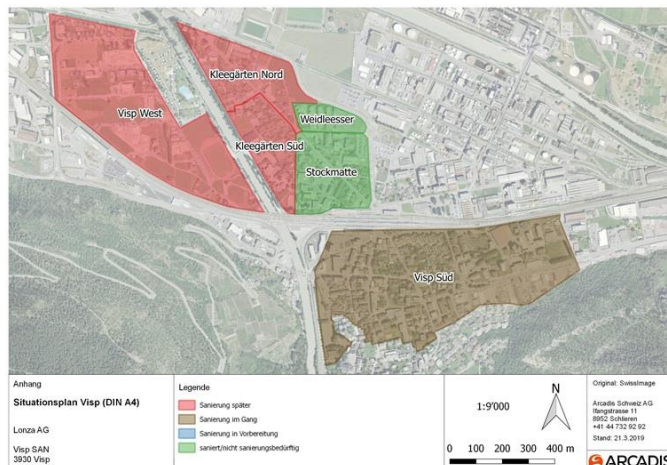 Kleegärten Nord
Visp West
Weidleesser
Kleegärten Süd
Stockmatte
Visp Süd
Anhang
Situationsplan Visp (DIN A4)
Lonza AG
Visp SAN
3930 Visp
Legende
Sanierung später
Sanierung im Gang
Sanierung in Vorbereitung
saniert/nicht sanierungsbedürftig
1:9'000
N
0 100 200 300 400 m
Original: SwissImage
Arcadis Schweiz AG
Ifangstrasse 11
8952 Schlieren
+41 44 732 92 92
Stand: 21.3.2019
ARCADIS